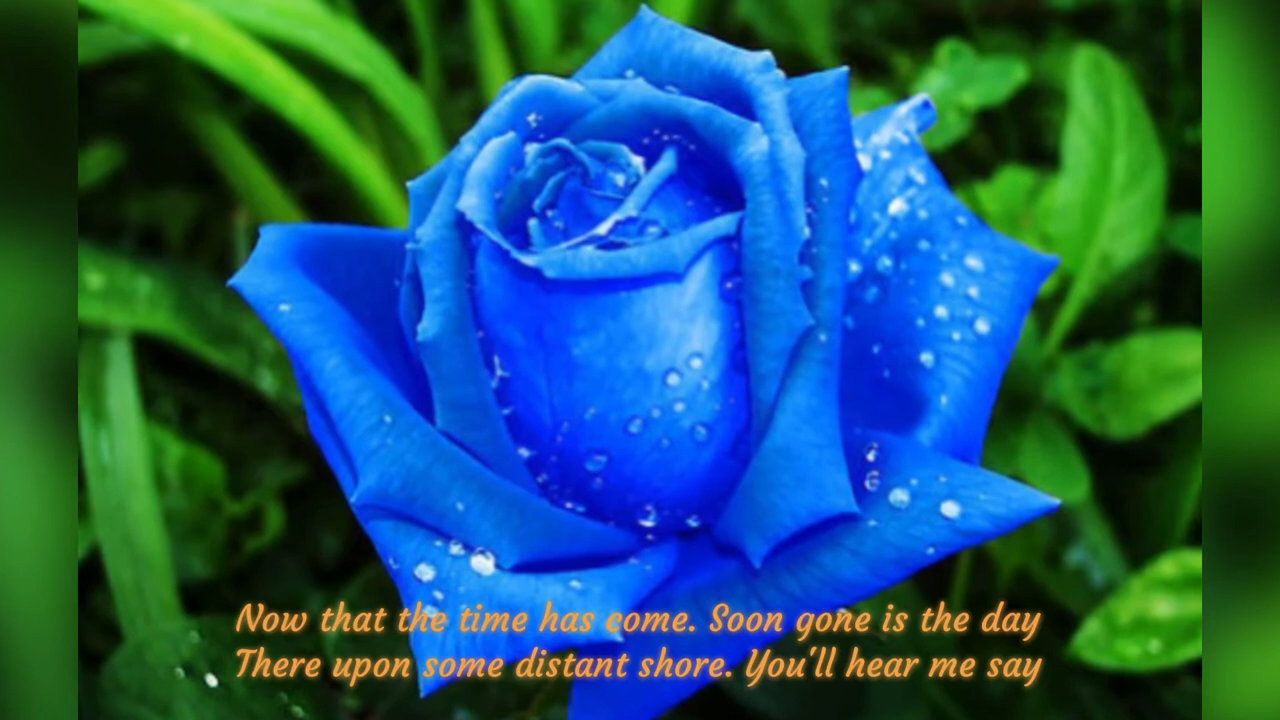 Now that the time has come. Soon gone is the day
There upon some distant shore. You'll hear me say